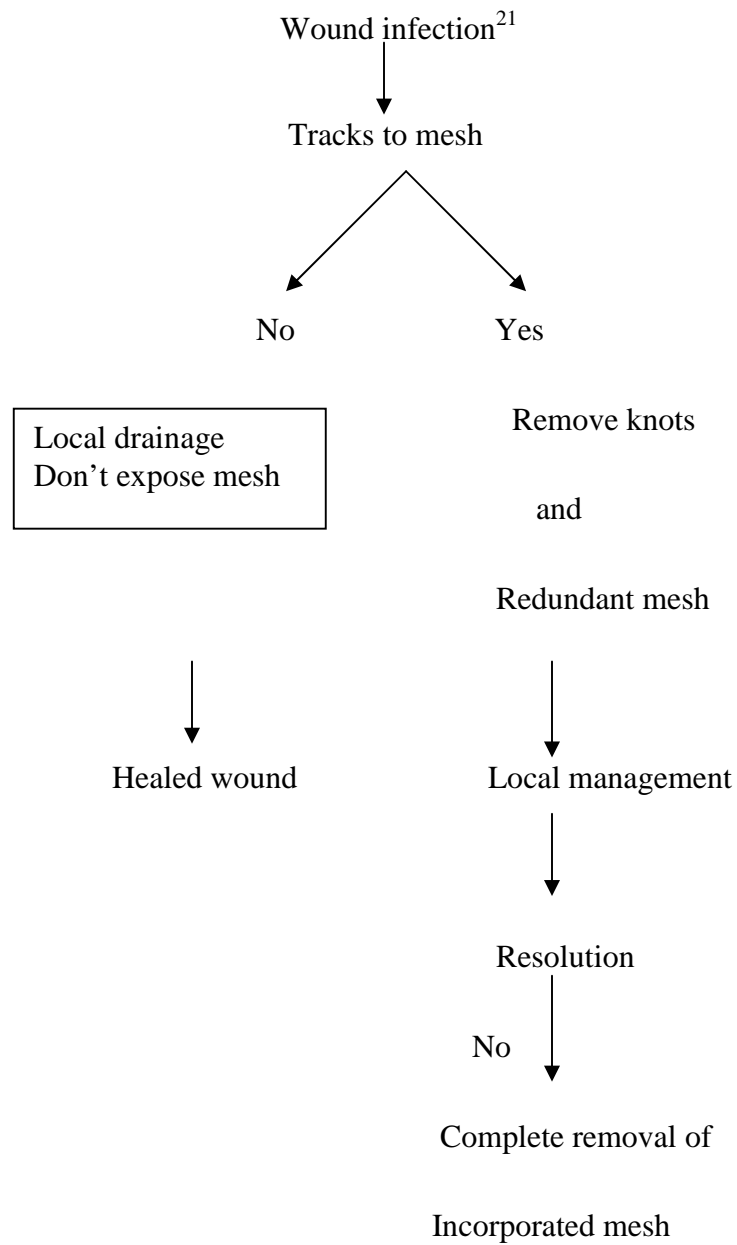 Wound infection21
Tracks to mesh
No
Yes
Local drainage
Don’t expose mesh
Remove knots
and
Redundant mesh
Healed wound
Local management
Resolution
No
Complete removal of
Incorporated mesh